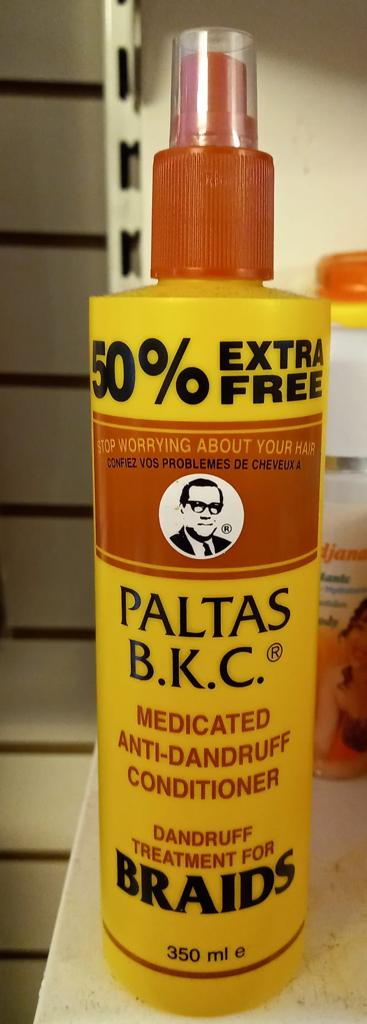 50% EXTRA
FREE
STOP WORRYING ABOUT YOUR HAIR
CONFIEZ VOS PROBLEMES DE CHEVEUX A
®
PALTAS
B.K.C.®
MEDICATED
ANTI-DANDRUFF
CONDITIONER
DANDRUFF
TREATMENT FOR
BRAIDS
350 ml e